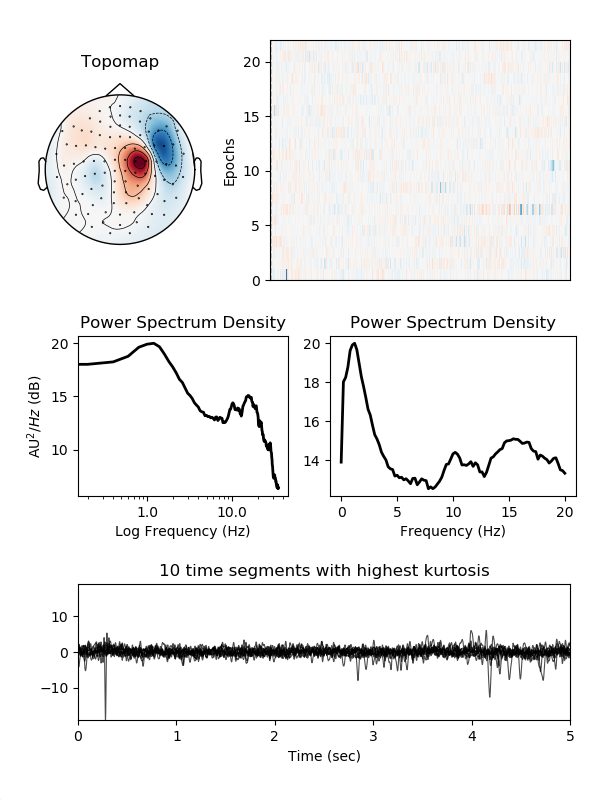 Topomap
Epochs
20
15
10
5
0
Power Spectrum Density
AU²/Hz (dB)
20
15
10
1.0 10.0
Log Frequency (Hz)
Power Spectrum Density
20
18
16
14
0 5 10 15 20
Frequency (Hz)
10 time segments with highest kurtosis
10
0
−10
0 1 2 3 4 5
Time (sec)